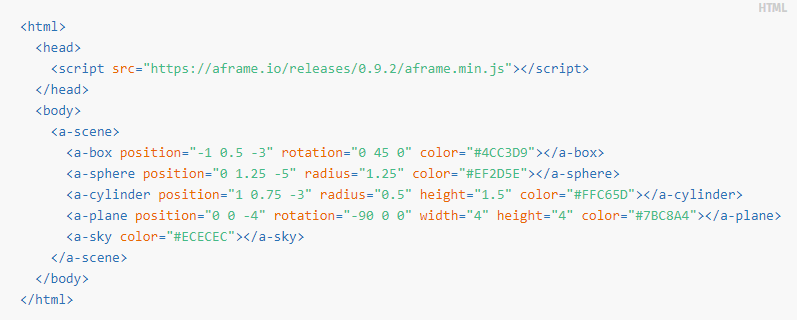 HTML
<html>
  <head>
    <script src="https://aframe.io/releases/0.9.2/aframe.min.js"></script>
  </head>
  <body>
    <a-scene>
      <a-box position="-1 0.5 -3" rotation="0 45 0" color="#4CC3D9"></a-box>
      <a-sphere position="0 1.25 -5" radius="1.25" color="#EF2D5E"></a-sphere>
      <a-cylinder position="1 0.75 -3" radius="0.5" height="1.5" color="#FFC65D"></a-cylinder>
      <a-plane position="0 0 -4" rotation="-90 0 0" width="4" height="4" color="#7BC8A4"></a-plane>
      <a-sky color="#ECECEC"></a-sky>
    </a-scene>
  </body>
</html>